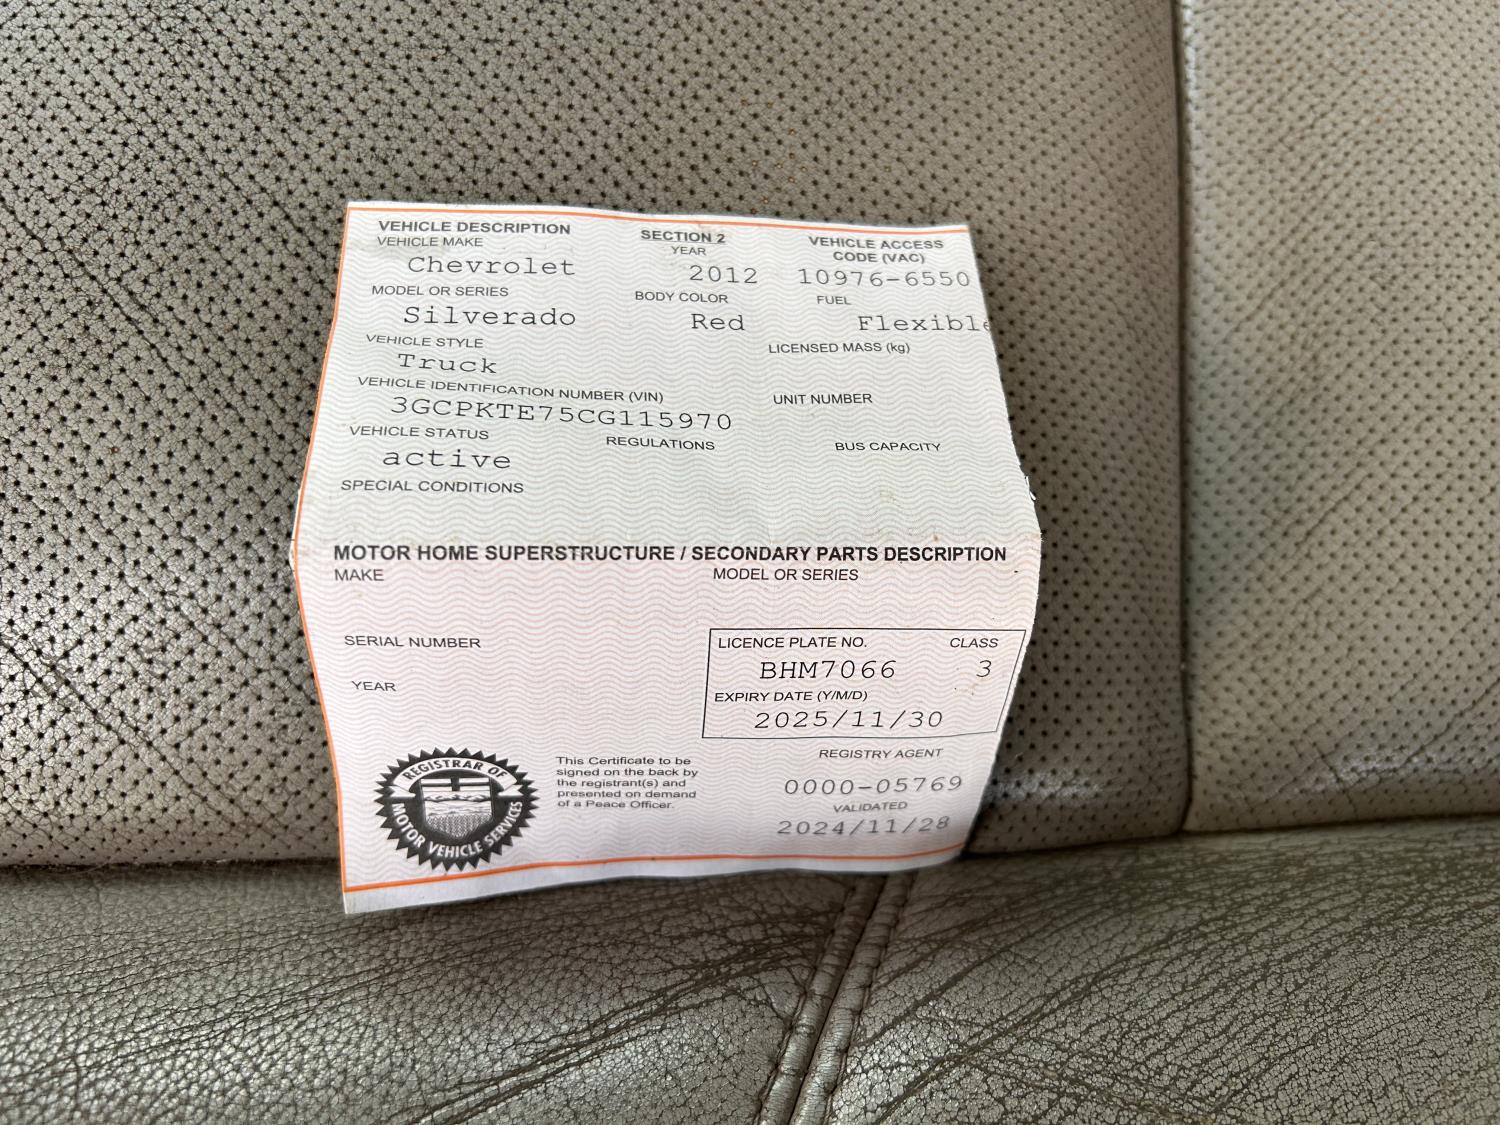 VEHICLE DESCRIPTION SECTION 2 VEHICLE ACCESS
VEHICLE MAKE YEAR CODE (VAC)
Chevrolet 2012 10976-6550
MODEL OR SERIES BODY COLOR FUEL
Silverado Red Flexible
VEHICLE STYLE LICENSED MASS (kg)
Truck
VEHICLE IDENTIFICATION NUMBER (VIN) UNIT NUMBER
3GCPKTE75CG115970
VEHICLE STATUS REGULATIONS BUS CAPACITY
active
SPECIAL CONDITIONS
MOTOR HOME SUPERSTRUCTURE / SECONDARY PARTS DESCRIPTION
MAKE MODEL OR SERIES
SERIAL NUMBER LICENCE PLATE NO. CLASS
BHM7066 3
YEAR EXPIRY DATE (Y/M/D)
2025/11/30
REGISTRAR OF
MOTOR VEHICLE SERVICES
This Certificate to be
signed on the back by
the registrant(s) and
presented on demand
of a Peace Officer.
REGISTRY AGENT
0000-05769
VALIDATED
2024/11/28